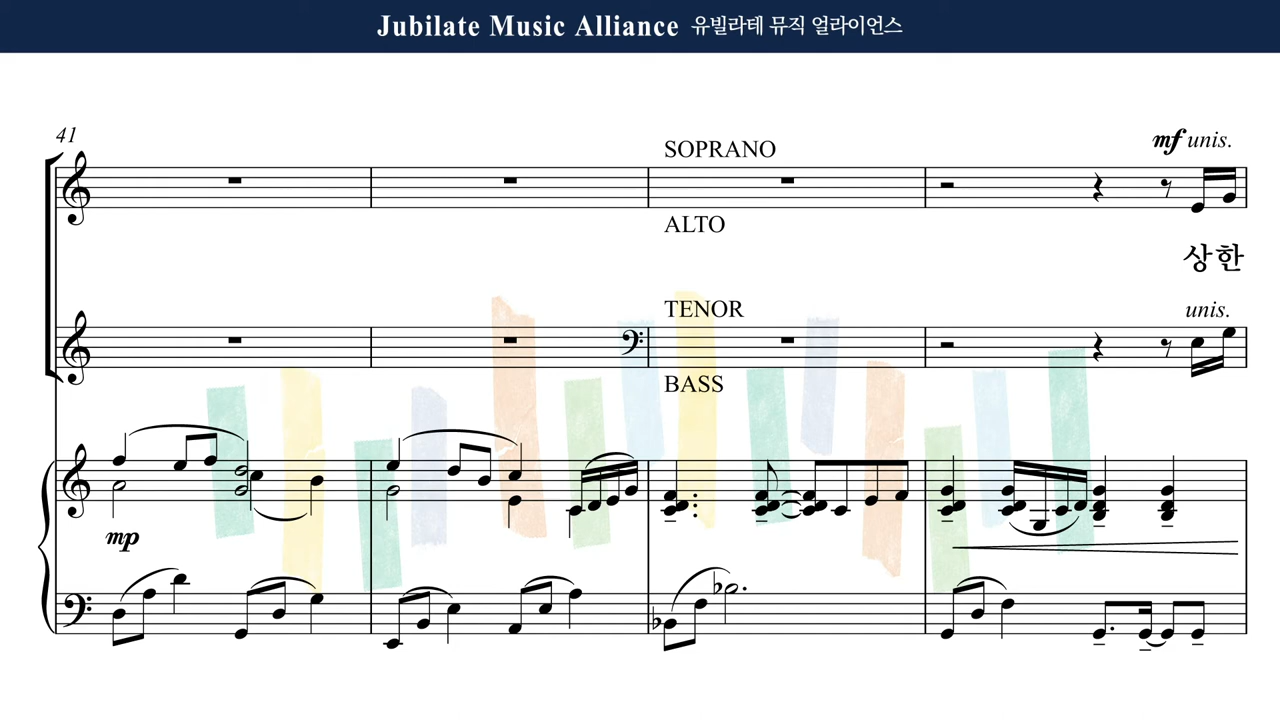 Jubilate Music Alliance 유빌라테 뮤직 얼라이언스
41
SOPRANO
mf unis.
ALTO
상한
TENOR
unis.
BASS
mp